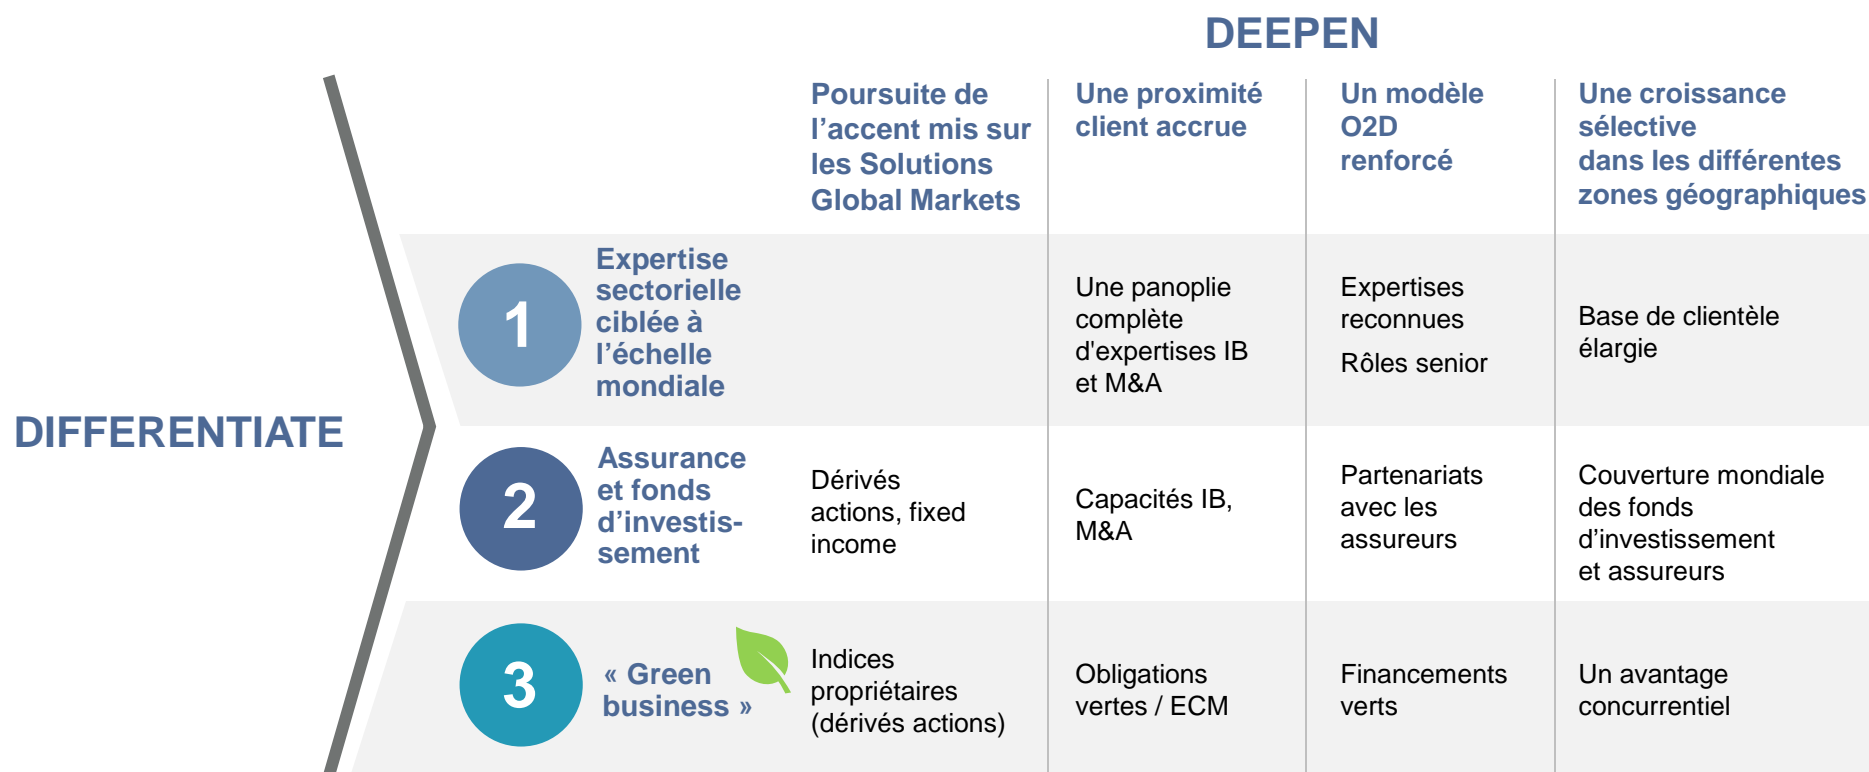 DEEPEN
Poursuite de
l’accent mis sur
les Solutions
Global Markets
Une proximité
client accrue
Un modèle
O2D
renforcé
Une croissance
sélective
dans les différentes
zones géographiques
DIFFERENTIATE
1
Expertise
sectorielle
ciblée à
l’échelle
mondiale
Une panoplie
complète
d'expertises IB
et M&A
Expertises
reconnues
Rôles senior
Base de clientèle
élargie
2
Assurance
et fonds
d’investis-
sement
Dérivés
actions, fixed
income
Capacités IB,
M&A
Partenariats
avec les
assureurs
Couverture mondiale
des fonds
d’investissement
et assureurs
3
« Green
business »
Indices
propriétaires
(dérivés actions)
Obligations
vertes / ECM
Financements
verts
Un avantage
concurrentiel